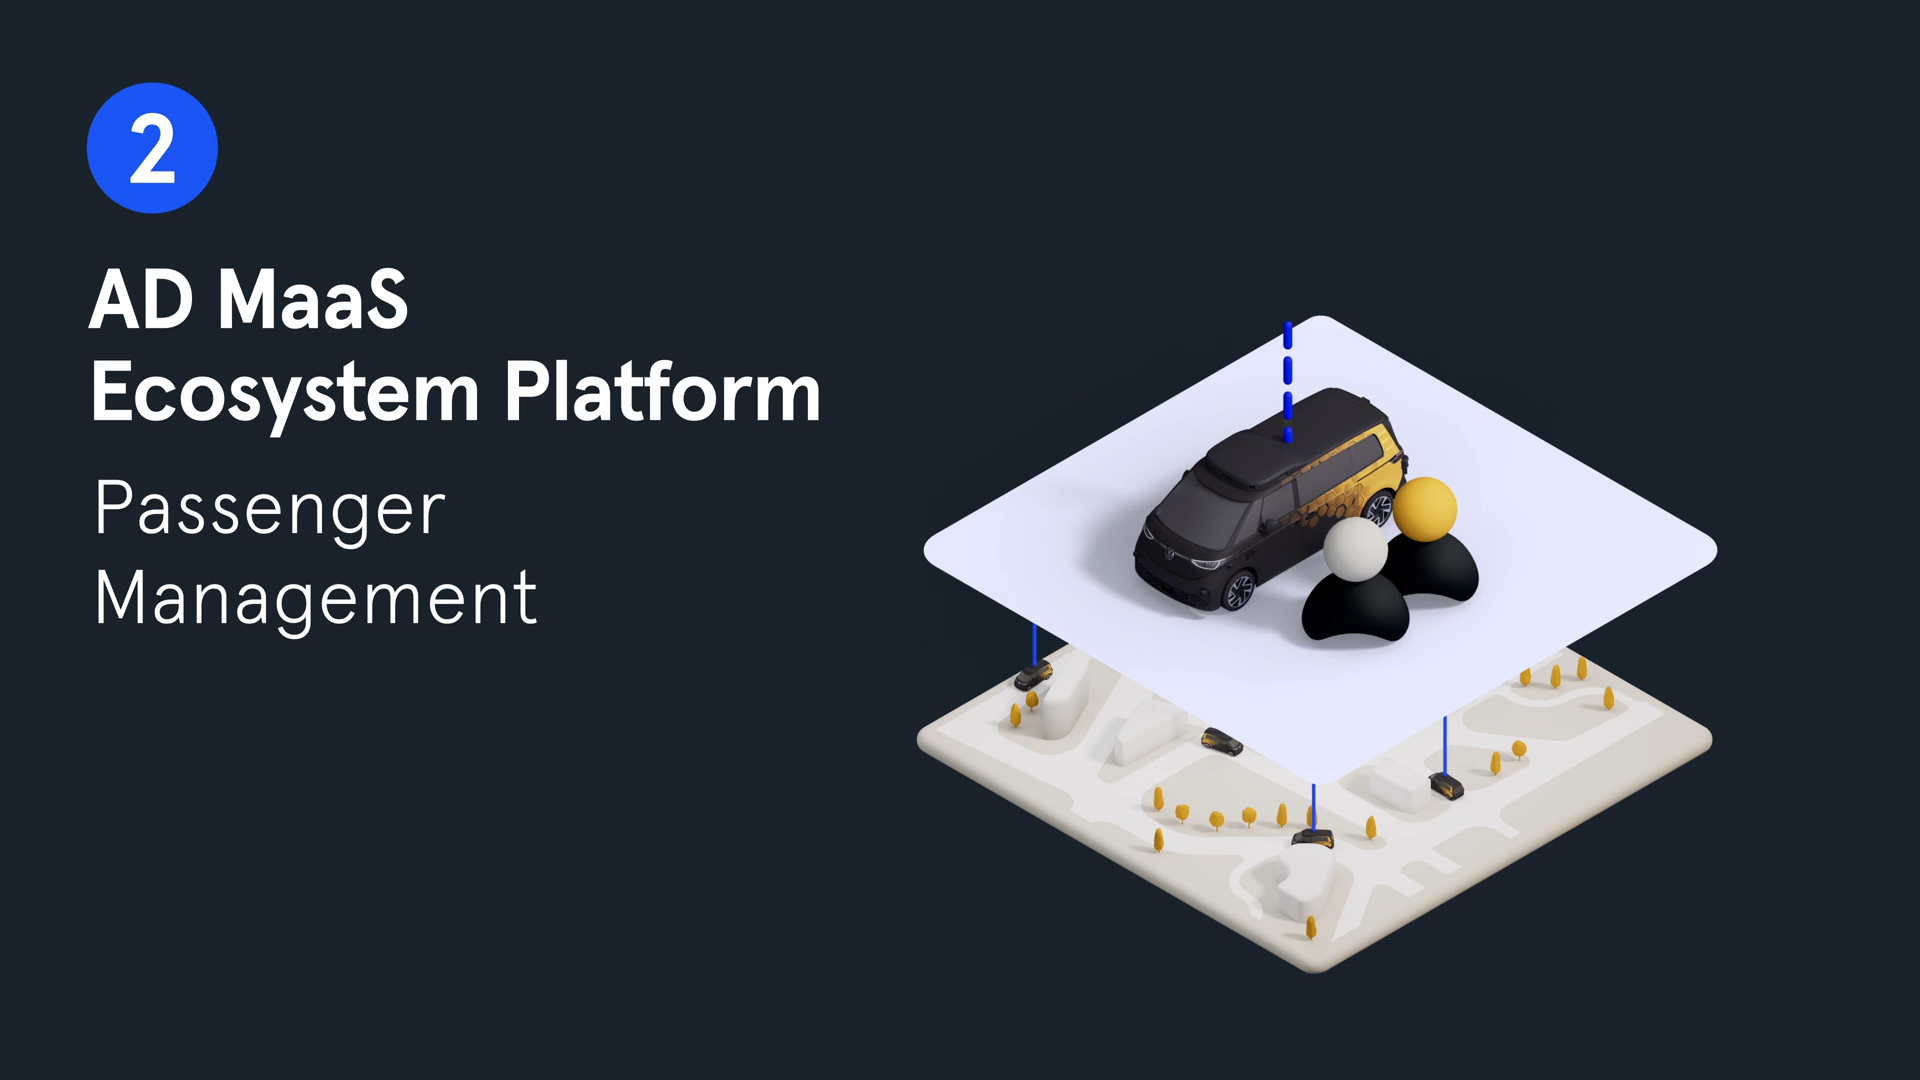 2
AD MaaS
Ecosystem Platform
Passenger
Management